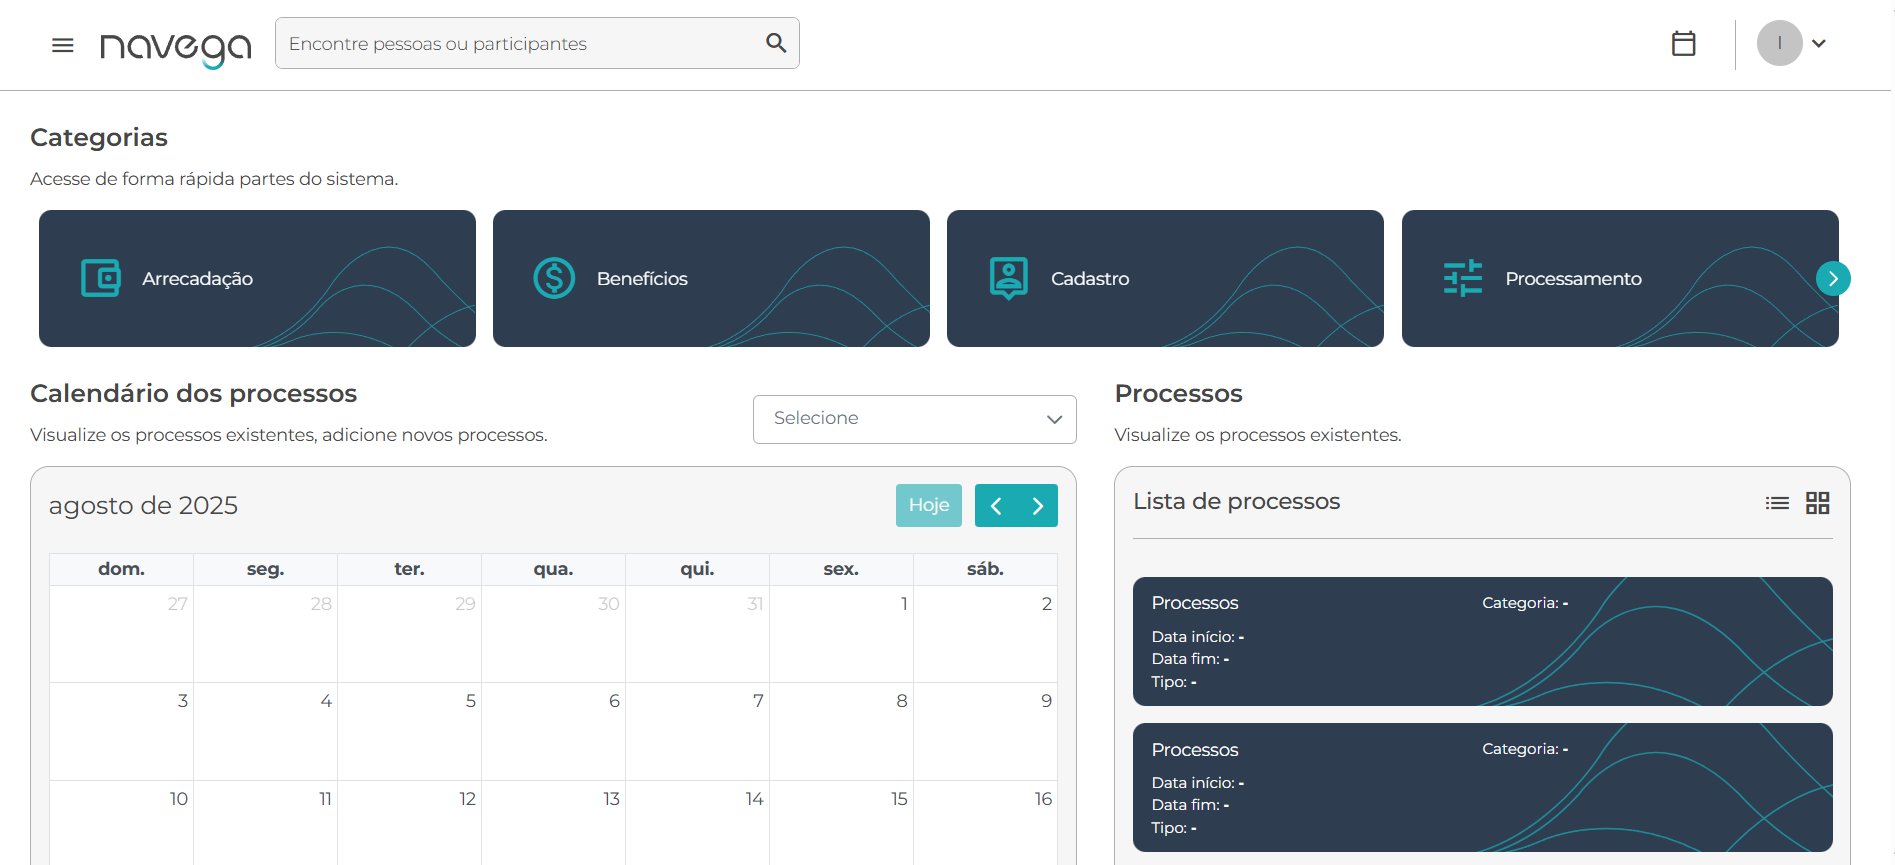 navega
Encontre pessoas ou participantes
I
Categorias
Acesse de forma rápida partes do sistema.
Arrecadação
Benefícios
Cadastro
Processamento
Calendário dos processos
Visualize os processos existentes, adicione novos processos.
Selecione
Processos
Visualize os processos existentes.
agosto de 2025
Hoje
dom. seg. ter. qua. qui. sex. sáb.
27 28 29 30 31 1 2
3 4 5 6 7 8 9
10 11 12 13 14 15 16
Lista de processos
Processos
Categoria: -
Data início: -
Data fim: -
Tipo: -
Processos
Categoria: -
Data início: -
Data fim: -
Tipo: -